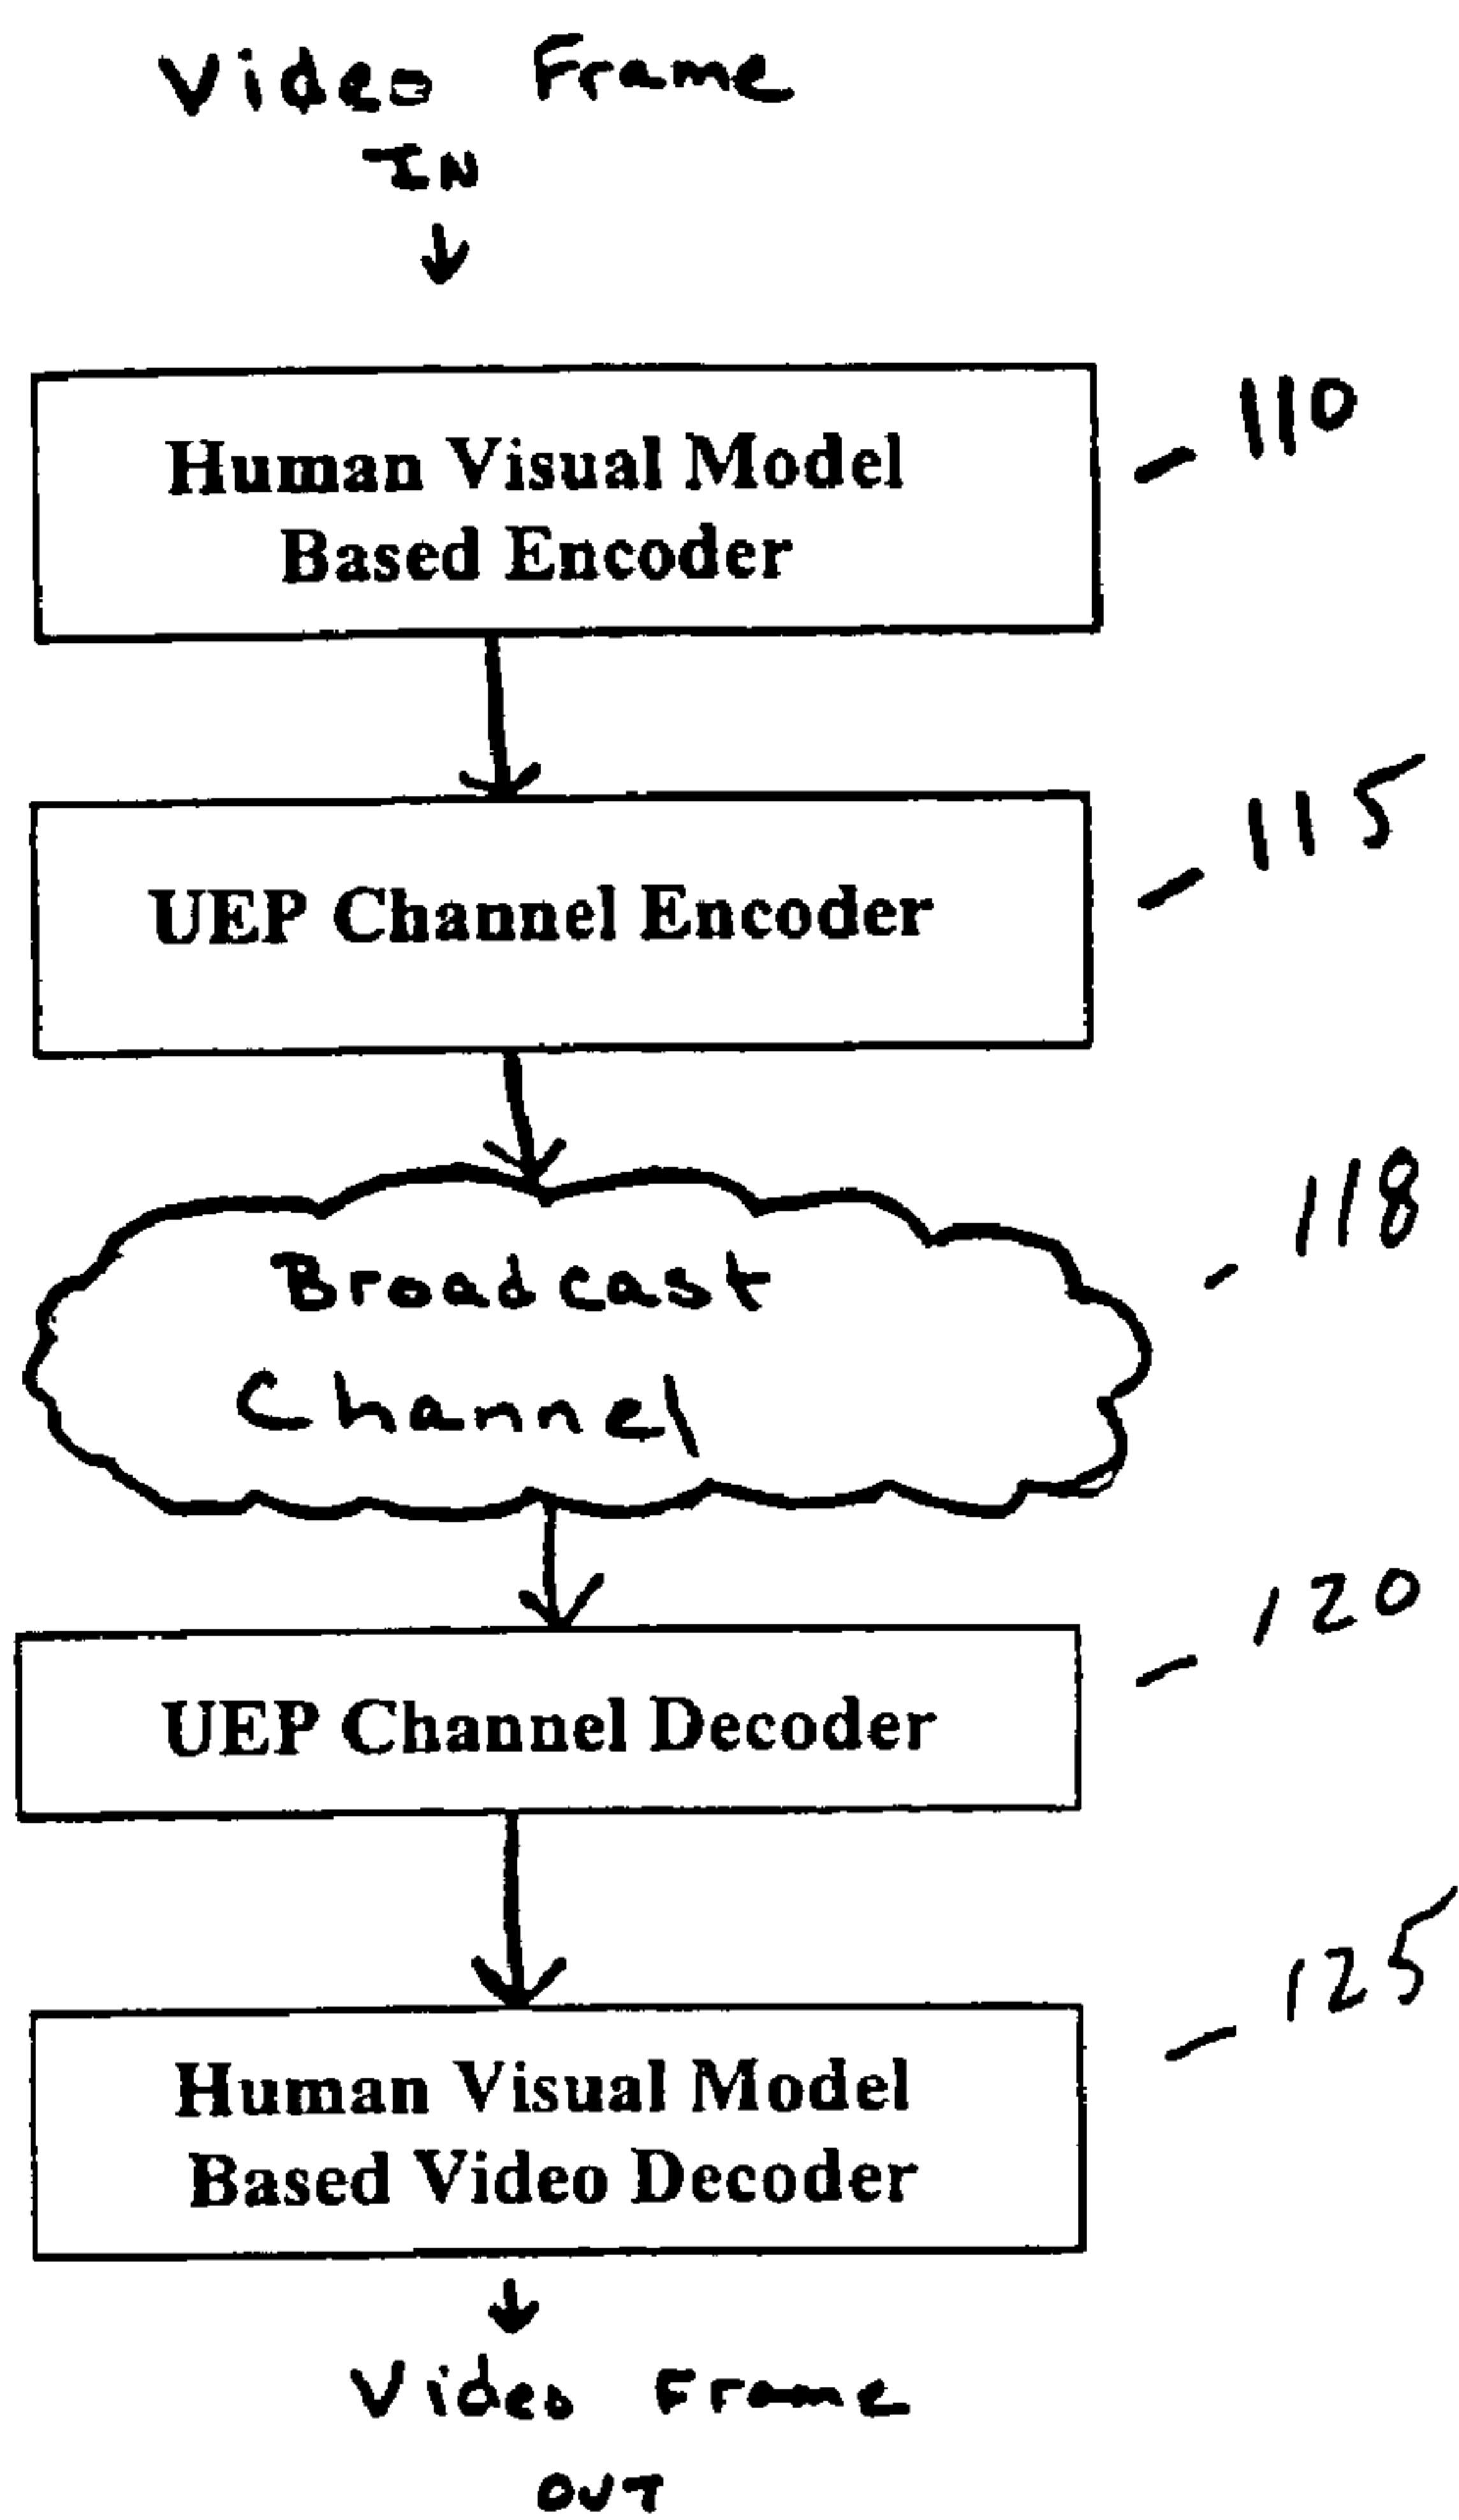 Video Frame
IN
Human Visual Model
Based Encoder
110
UEP Channel Encoder
115
Broadcast
Channel
118
UEP Channel Decoder
120
Human Visual Model
Based Video Decoder
125
Video Frame
OUT